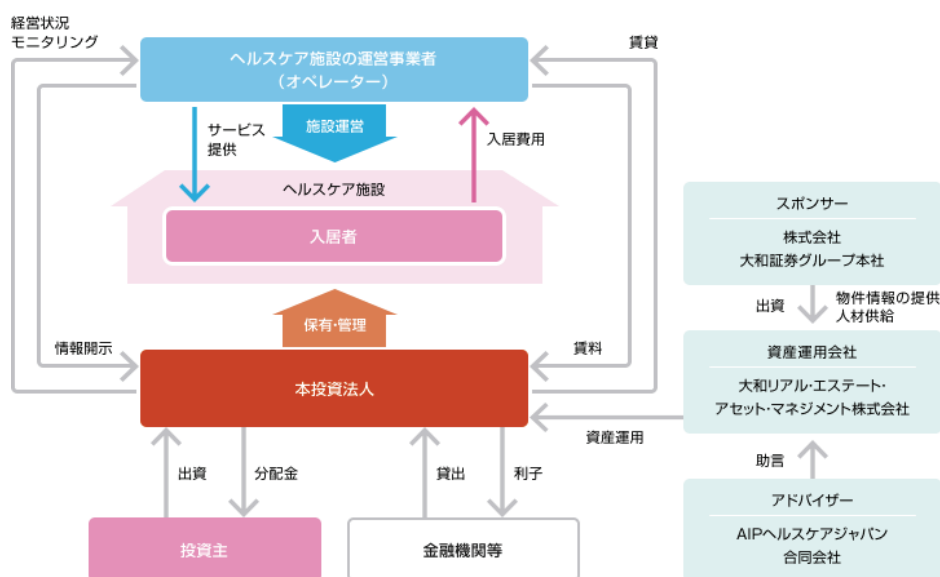 経営状況
モニタリング
ヘルスケア施設の運営事業者
（オペレーター）
賃貸
サービス
提供
施設運営
入居費用
ヘルスケア施設
入居者
スポンサー
株式会社
大和証券グループ本社
出資
物件情報の提供
人材供給
保有・管理
情報開示
賃料
本投資法人
資産運用会社
大和リアル・エステート・
アセット・マネジメント株式会社
資産運用
出資
分配金
貸出
利子
助言
アドバイザー
AIPヘルスケアジャパン
合同会社
投資主
金融機関等